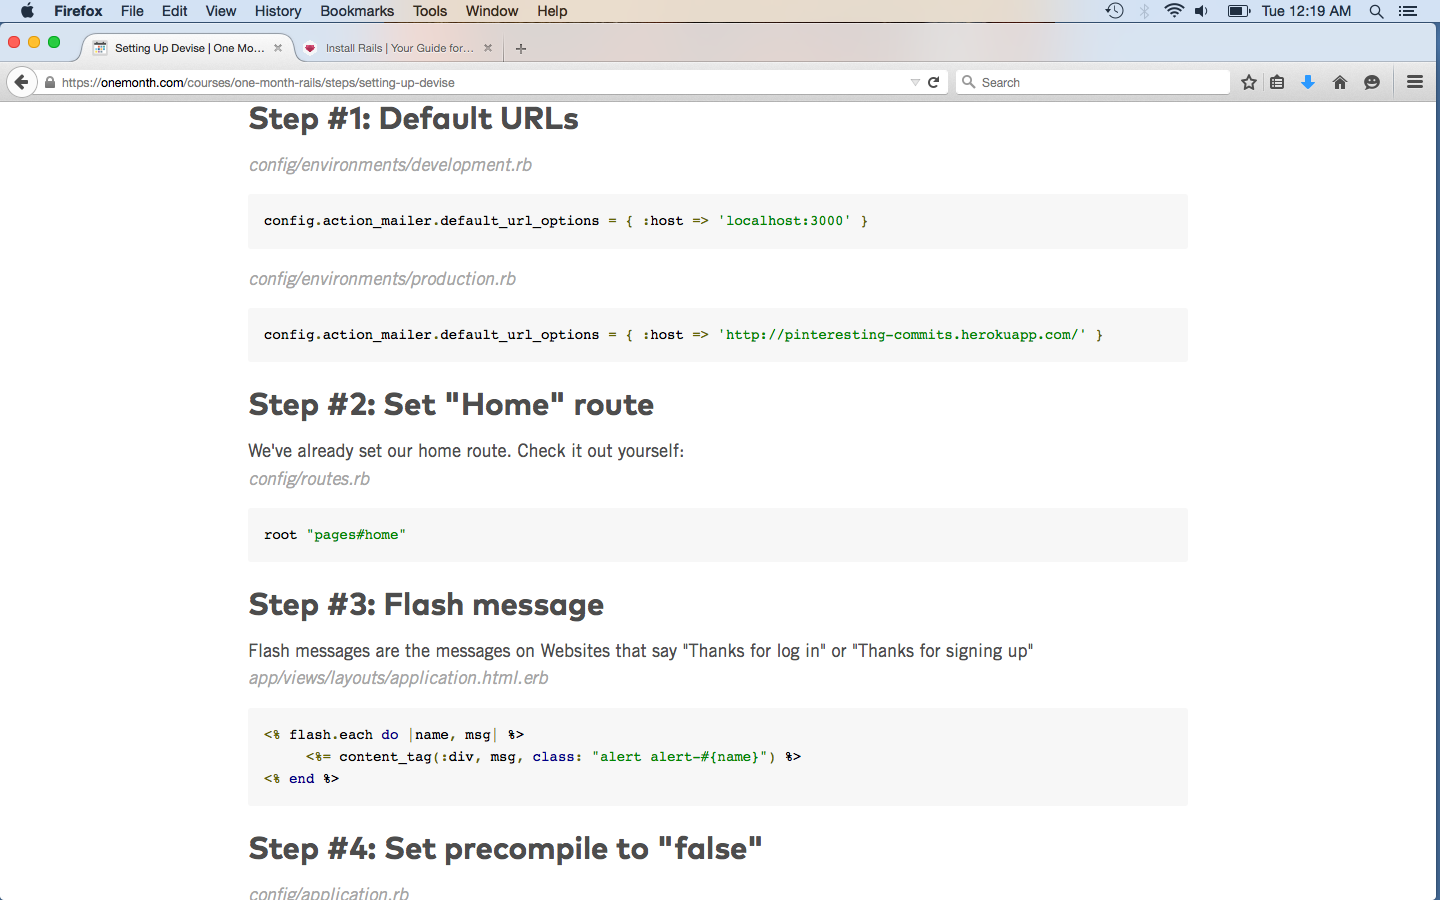 Firefox File Edit View History Bookmarks Tools Window Help Tue 12:19 AM
Setting Up Devise | One Mo... Install Rails | Your Guide for...
https://onemonth.com/courses/one-month-rails/steps/setting-up-devise Search
Step #1: Default URLs
config/environments/development.rb
config.action_mailer.default_url_options = { :host => 'localhost:3000' }
config/environments/production.rb
config.action_mailer.default_url_options = { :host => 'http://pinteresting-commits.herokuapp.com/' }
Step #2: Set "Home" route
We've already set our home route. Check it out yourself:
config/routes.rb
root "pages#home"
Step #3: Flash message
Flash messages are the messages on Websites that say "Thanks for log in" or "Thanks for signing up"
app/views/layouts/application.html.erb
<% flash.each do |name, msg| %>
<%= content_tag(:div, msg, class: "alert alert-#{name}") %>
<% end %>
Step #4: Set precompile to "false"
config/application.rb